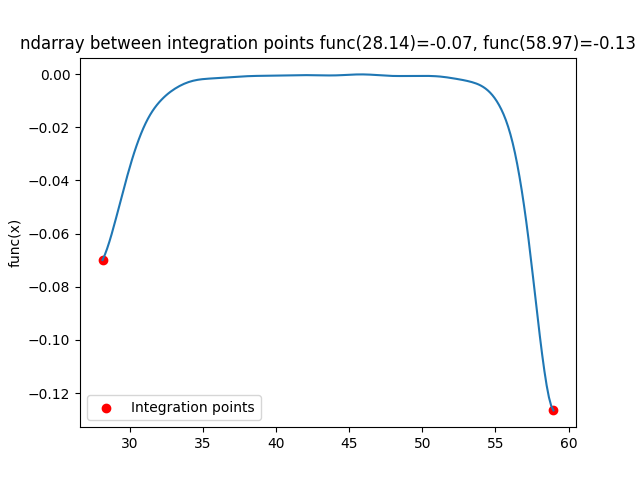 ndarray between integration points func(28.14)=-0.07, func(58.97)=-0.13
0.00
−0.02
−0.04
−0.06
−0.08
−0.10
−0.12
func(x)
Integration points
30 35 40 45 50 55 60